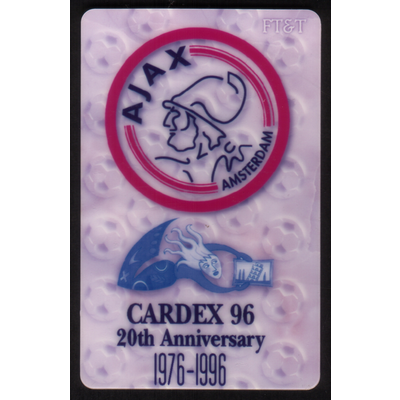 FT&T
AJAX
AMSTERDAM
CARDEX 96
20th Anniversary
1976-1996